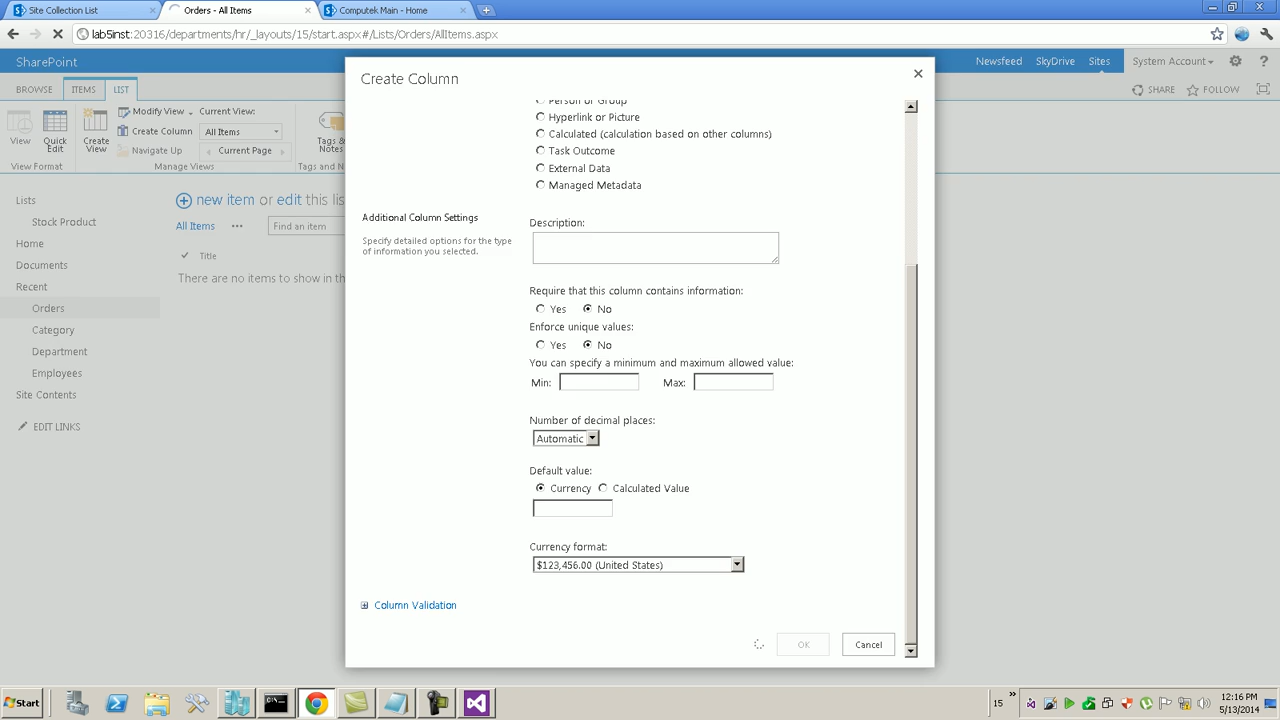 Site Collection List
Orders - All Items
Computek Main - Home
lab5inst:20316/departments/hr/_layouts/15/start.aspx#/Lists/Orders/AllItems.aspx
SharePoint
Newsfeed
SkyDrive
Sites
System Account
BROWSE
ITEMS
LIST
SHARE
FOLLOW
View
Quick Edit
Create View
Modify View
Create Column
Navigate Up
Current View:
All Items
Current Page
Tags & Notes
View Format
Manage Views
Tags and N
Lists
Stock Product
Home
Documents
Recent
Orders
Category
Department
Employees
Site Contents
EDIT LINKS
new item or edit this lis
All Items
Find an item
Title
There are no items to show in th
Create Column
Person or Group
Hyperlink or Picture
Calculated (calculation based on other columns)
Task Outcome
External Data
Managed Metadata
Additional Column Settings
Specify detailed options for the type
of information you selected.
Description:
Require that this column contains information:
Yes No
Enforce unique values:
Yes No
You can specify a minimum and maximum allowed value:
Min: Max:
Number of decimal places:
Automatic
Default value:
Currency Calculated Value
Currency format:
$123,456.00 (United States)
Column Validation
OK Cancel
Start
15
12:16 PM
5/13/2014